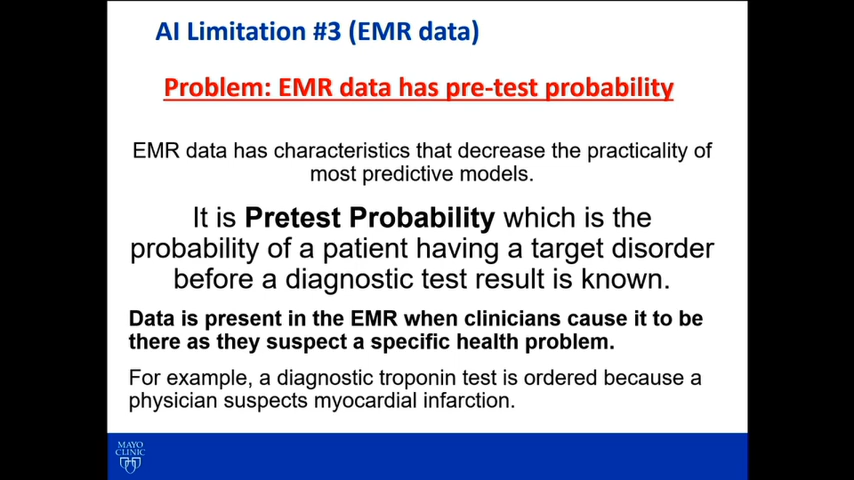 AI Limitation #3 (EMR data)
Problem: EMR data has pre-test probability
EMR data has characteristics that decrease the practicality of
most predictive models.
It is Pretest Probability which is the
probability of a patient having a target disorder
before a diagnostic test result is known.
Data is present in the EMR when clinicians cause it to be
there as they suspect a specific health problem.
For example, a diagnostic troponin test is ordered because a
physician suspects myocardial infarction.
MAYO
CLINIC